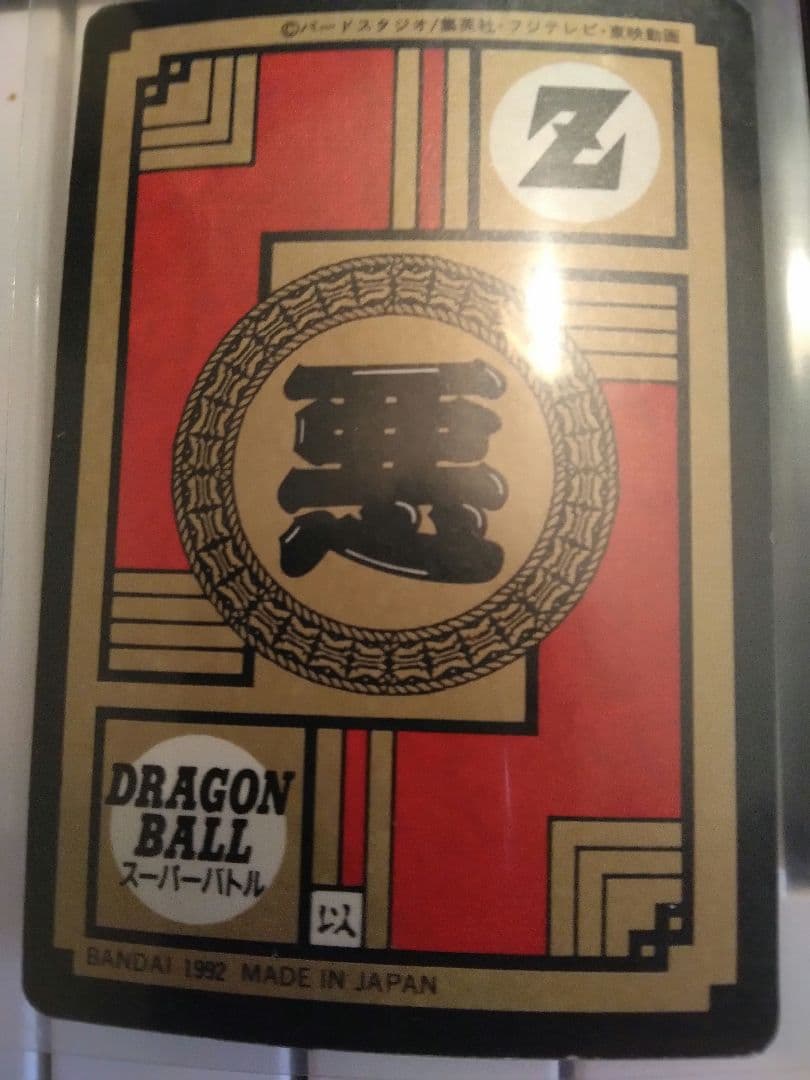 ©バードスタジオ/集英社・フジテレビ・東映動画
Z
悪
DRAGON
BALL
スーパーバトル
以
BANDAI 1992 MADE IN JAPAN